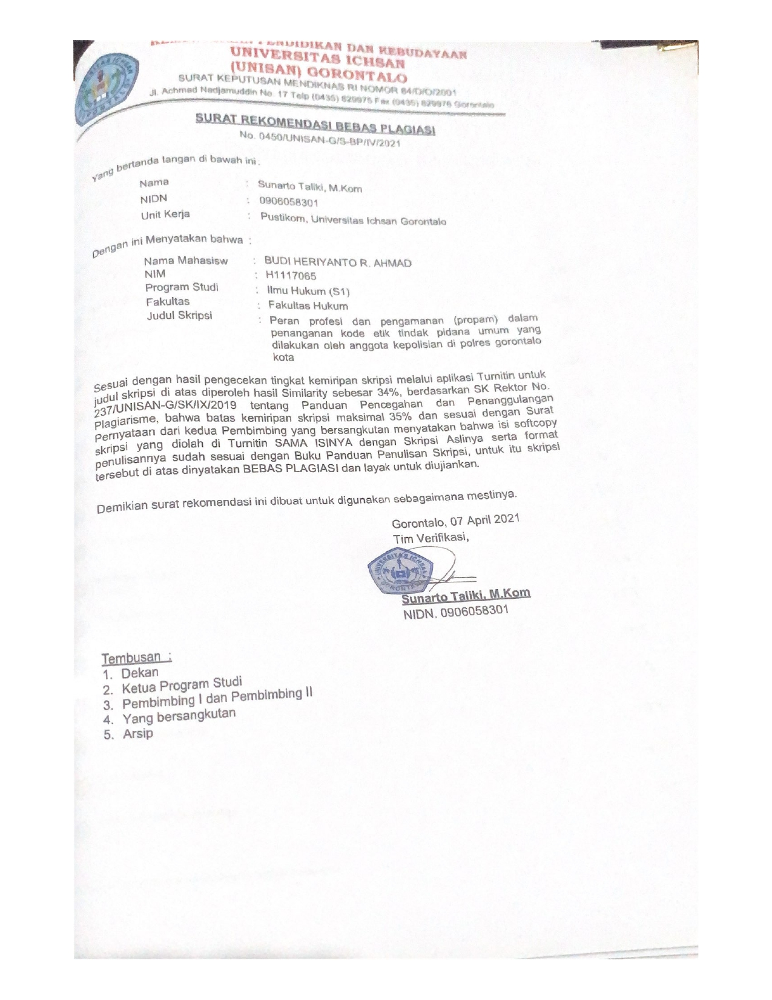 PENDIDIKAN DAN KEBUDAYAAN
UNIVERSITAS ICHSAN
(UNISAN) GORONTALO
SURAT KEPUTUSAN MENDIKNAS RI NOMOR 84/D/O/2001
Jl. Achmad Nadjamuddin No. 17 Telp (0435) 829975 Fax (0435) 829976 Gorontalo
SURAT REKOMENDASI BEBAS PLAGIASI
No. 0450/UNISAN-G/S-BP/IV/2021
Yang bertanda tangan di bawah ini :
Nama : Sunarto Taliki, M.Kom
NIDN : 0906058301
Unit Kerja : Pustikom, Universitas Ichsan Gorontalo
Dengan ini Menyatakan bahwa :
Nama Mahasisw : BUDI HERIYANTO R. AHMAD
NIM : H1117065
Program Studi : Ilmu Hukum (S1)
Fakultas : Fakultas Hukum
Judul Skripsi : Peran profesi dan pengamanan (propam) dalam
penanganan kode etik tindak pidana umum yang
dilakukan oleh anggota kepolisian di polres gorontalo
kota
Sesuai dengan hasil pengecekan tingkat kemiripan skripsi melalui aplikasi Turnitin untuk
judul skripsi di atas diperoleh hasil Similarity sebesar 34%, berdasarkan SK Rektor No.
237/UNISAN-G/SK/IX/2019 tentang Panduan Pencegahan dan Penanggulangan
Plagiarisme, bahwa batas kemiripan skripsi maksimal 35% dan sesuai dengan Surat
Pernyataan dari kedua Pembimbing yang bersangkutan menyatakan bahwa isi softcopy
skripsi yang diolah di Turnitin SAMA ISINYA dengan Skripsi Aslinya serta format
penulisannya sudah sesuai dengan Buku Panduan Penulisan Skripsi, untuk itu skripsi
tersebut di atas dinyatakan BEBAS PLAGIASI dan layak untuk diujiankan.
Demikian surat rekomendasi ini dibuat untuk digunakan sebagaimana mestinya.
Gorontalo, 07 April 2021
Tim Verifikasi,
UNIVERSITAS ICHSAN
GORONTALO
Sunarto Taliki, M.Kom
NIDN. 0906058301
Tembusan :
1. Dekan
2. Ketua Program Studi
3. Pembimbing I dan Pembimbing II
4. Yang bersangkutan
5. Arsip